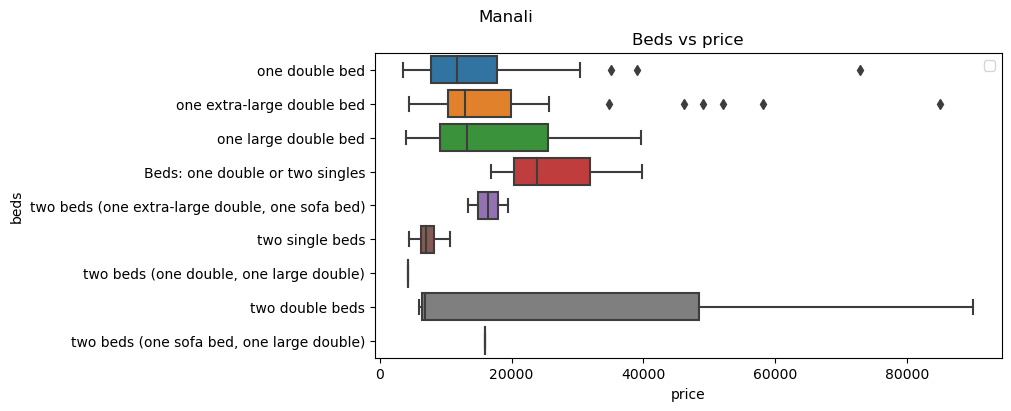 Manali
Beds vs price
one double bed
one extra-large double bed
one large double bed
Beds: one double or two singles
two beds (one extra-large double, one sofa bed)
two single beds
two beds (one double, one large double)
two double beds
two beds (one sofa bed, one large double)
beds
0 20000 40000 60000 80000
price